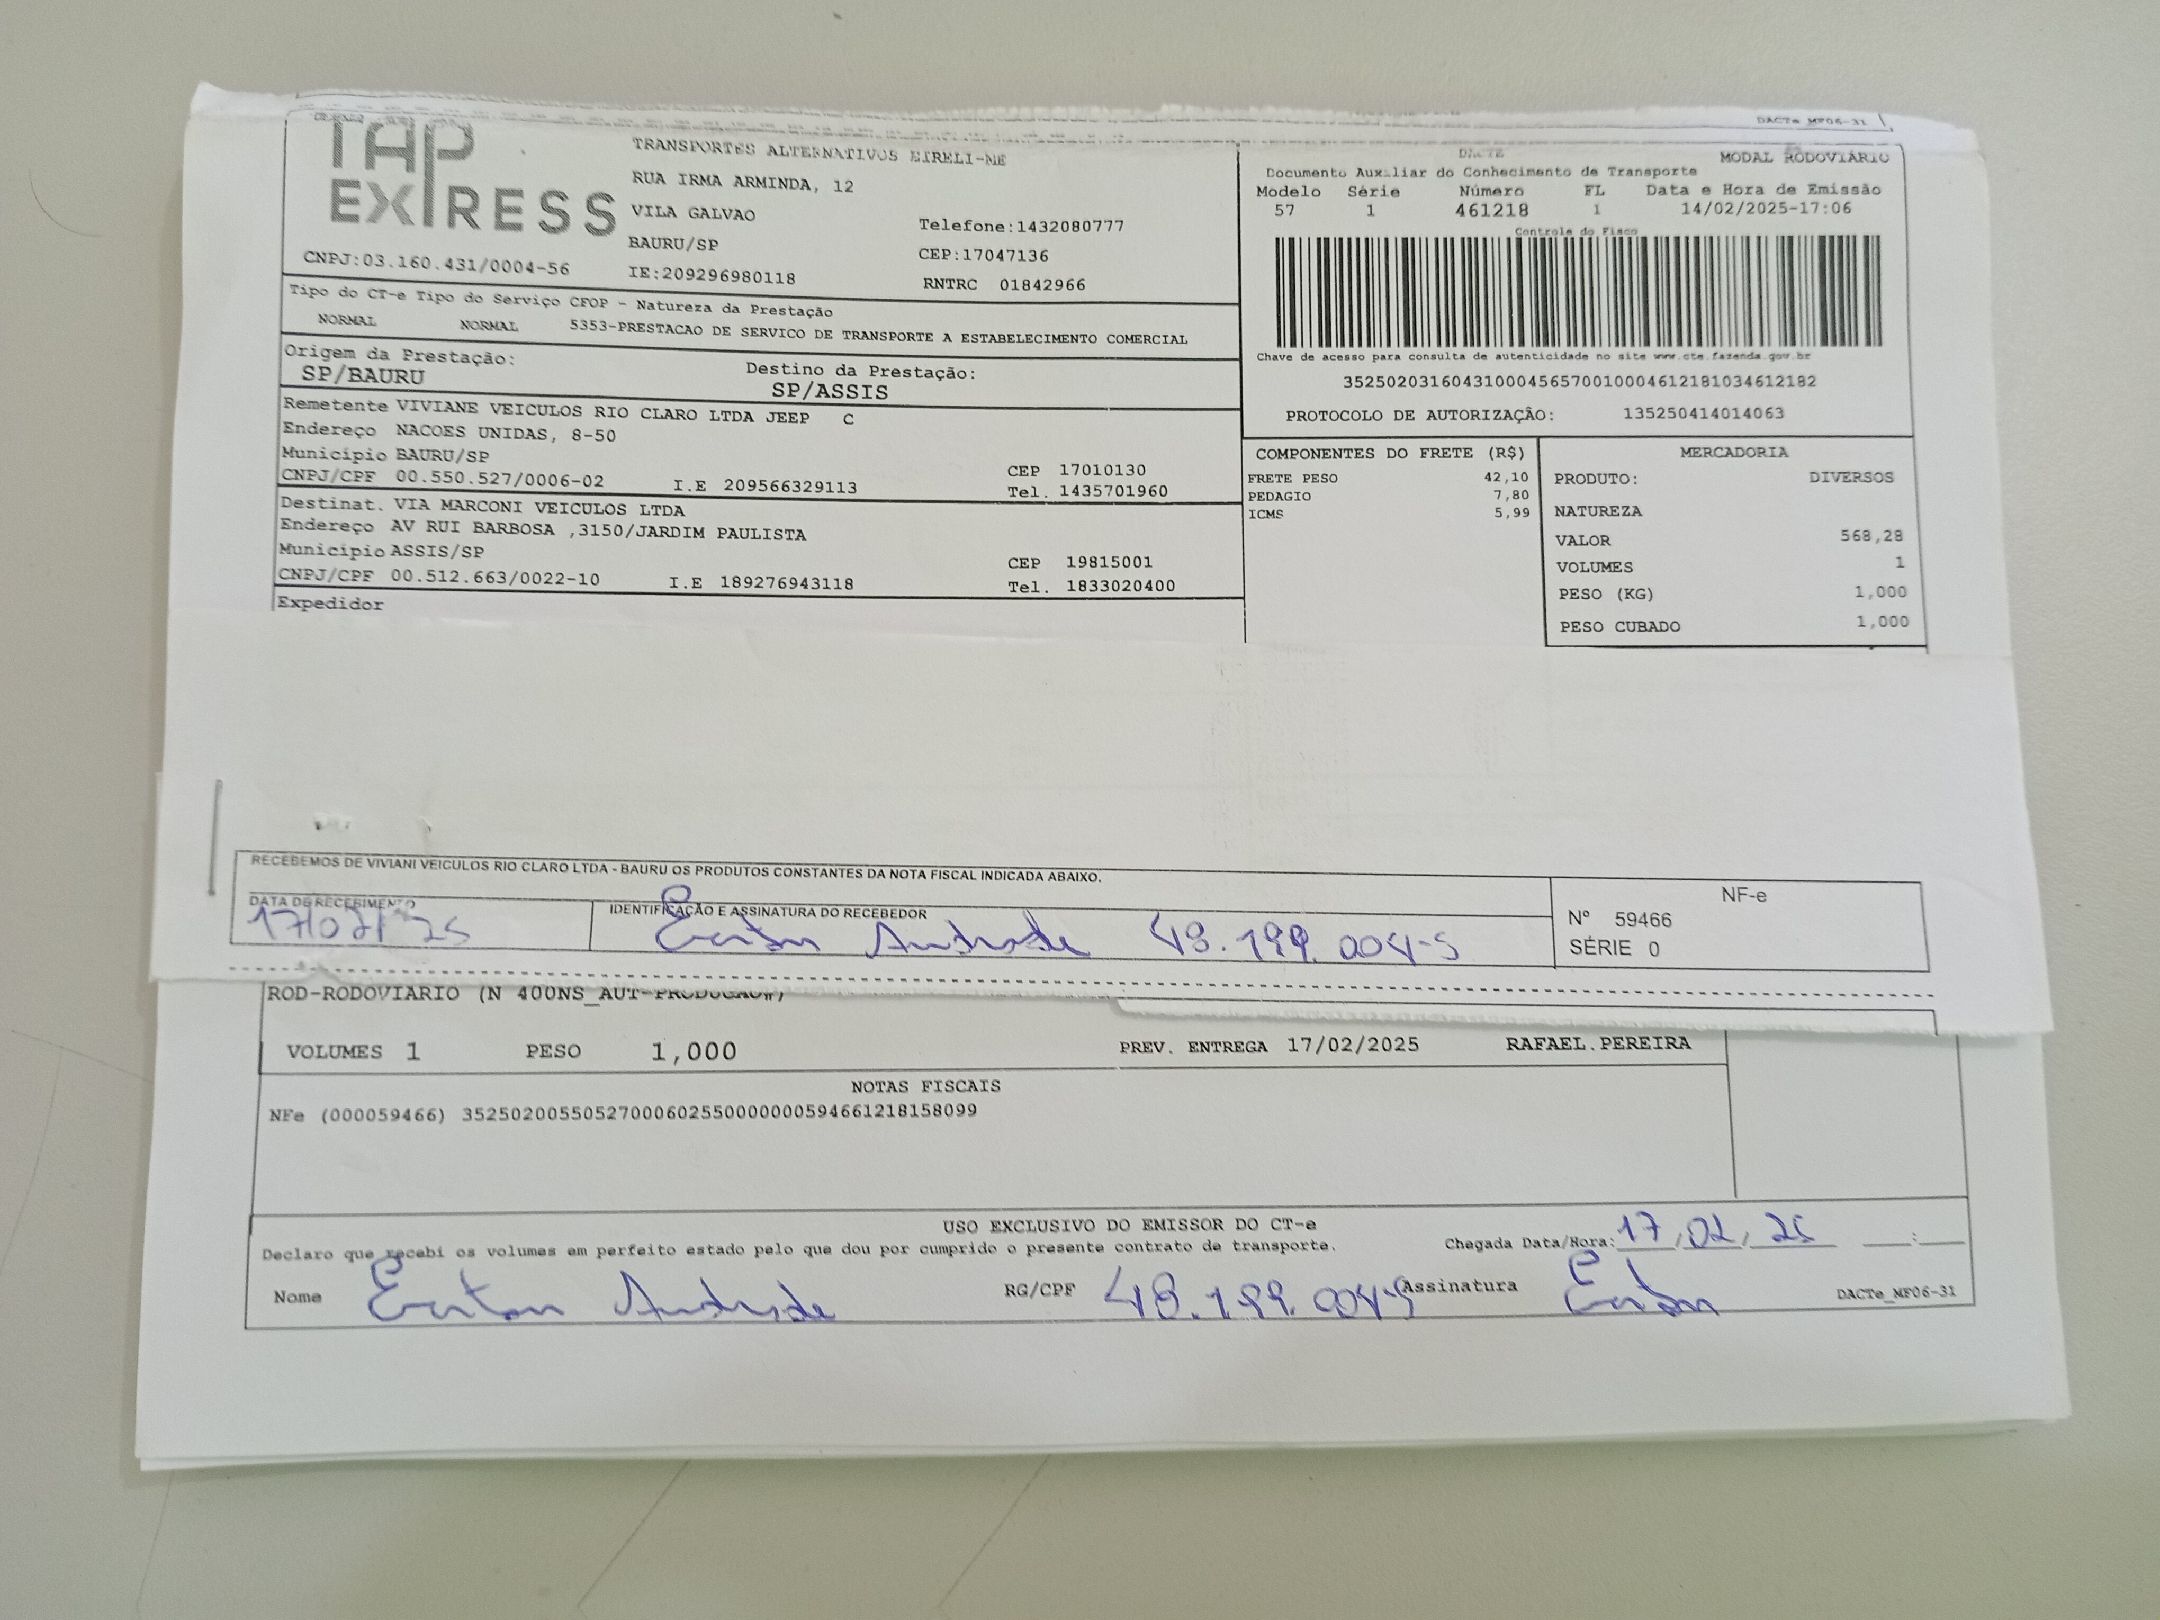 DACTe_MF06-31
TAP
EXPRESS
CNPJ:03.160.431/0004-56
TRANSPORTES ALTERNATIVOS EIRELI-ME
RUA IRMA ARMINDA, 12
VILA GALVAO
Telefone:1432080777
BAURU/SP
CEP:17047136
IE:209296980118
RNTRC 01842966
DACTE MODAL RODOVIÁRIO
Documento Auxiliar do Conhecimento de Transporte
Modelo Série Número FL Data e Hora de Emissão
57 1 461218 1 14/02/2025-17:06
Controle do Fisco
Chave de acesso para consulta de autenticidade no site www.cte.fazenda.gov.br
35250203160431000456570010004612181034612182
PROTOCOLO DE AUTORIZAÇÃO: 135250414014063
Tipo do CT-e Tipo do Serviço CFOP - Natureza da Prestação
NORMAL NORMAL 5353-PRESTACAO DE SERVICO DE TRANSPORTE A ESTABELECIMENTO COMERCIAL
Origem da Prestação: Destino da Prestação:
SP/BAURU SP/ASSIS
Remetente VIVIANE VEICULOS RIO CLARO LTDA JEEP C
Endereço NACOES UNIDAS, 8-50
Município BAURU/SP CEP 17010130
CNPJ/CPF 00.550.527/0006-02 I.E 209566329113 Tel. 1435701960
Destinat. VIA MARCONI VEICULOS LTDA
Endereço AV RUI BARBOSA ,3150/JARDIM PAULISTA
Município ASSIS/SP CEP 19815001
CNPJ/CPF 00.512.663/0022-10 I.E 189276943118 Tel. 1833020400
Expedidor
COMPONENTES DO FRETE (R$)
FRETE PESO 42,10
PEDAGIO 7,80
ICMS 5,99
MERCADORIA
PRODUTO: DIVERSOS
NATUREZA
VALOR 568,28
VOLUMES 1
PESO (KG) 1,000
PESO CUBADO 1,000
RECEBEMOS DE VIVIANI VEICULOS RIO CLARO LTDA - BAURU OS PRODUTOS CONSTANTES DA NOTA FISCAL INDICADA ABAIXO.
DATA DE RECEBIMENTO IDENTIFICAÇÃO E ASSINATURA DO RECEBEDOR
17/02/25 Andrade 48.199.004-5
NF-e
Nº 59466
SÉRIE 0
ROD-RODOVIARIO (N 400NS_AUT-PRODUCAO#)
VOLUMES 1 PESO 1,000 PREV. ENTREGA 17/02/2025 RAFAEL.PEREIRA
NOTAS FISCAIS
NFe (000059466) 35250200550527000602550000000594661218158099
USO EXCLUSIVO DO EMISSOR DO CT-e
Declaro que recebi os volumes em perfeito estado pelo que dou por cumprido o presente contrato de transporte. Chegada Data/Hora: 17/02/25 :
Nome Andrade RG/CPF 48.199.004-5 Assinatura DACTe_MF06-31